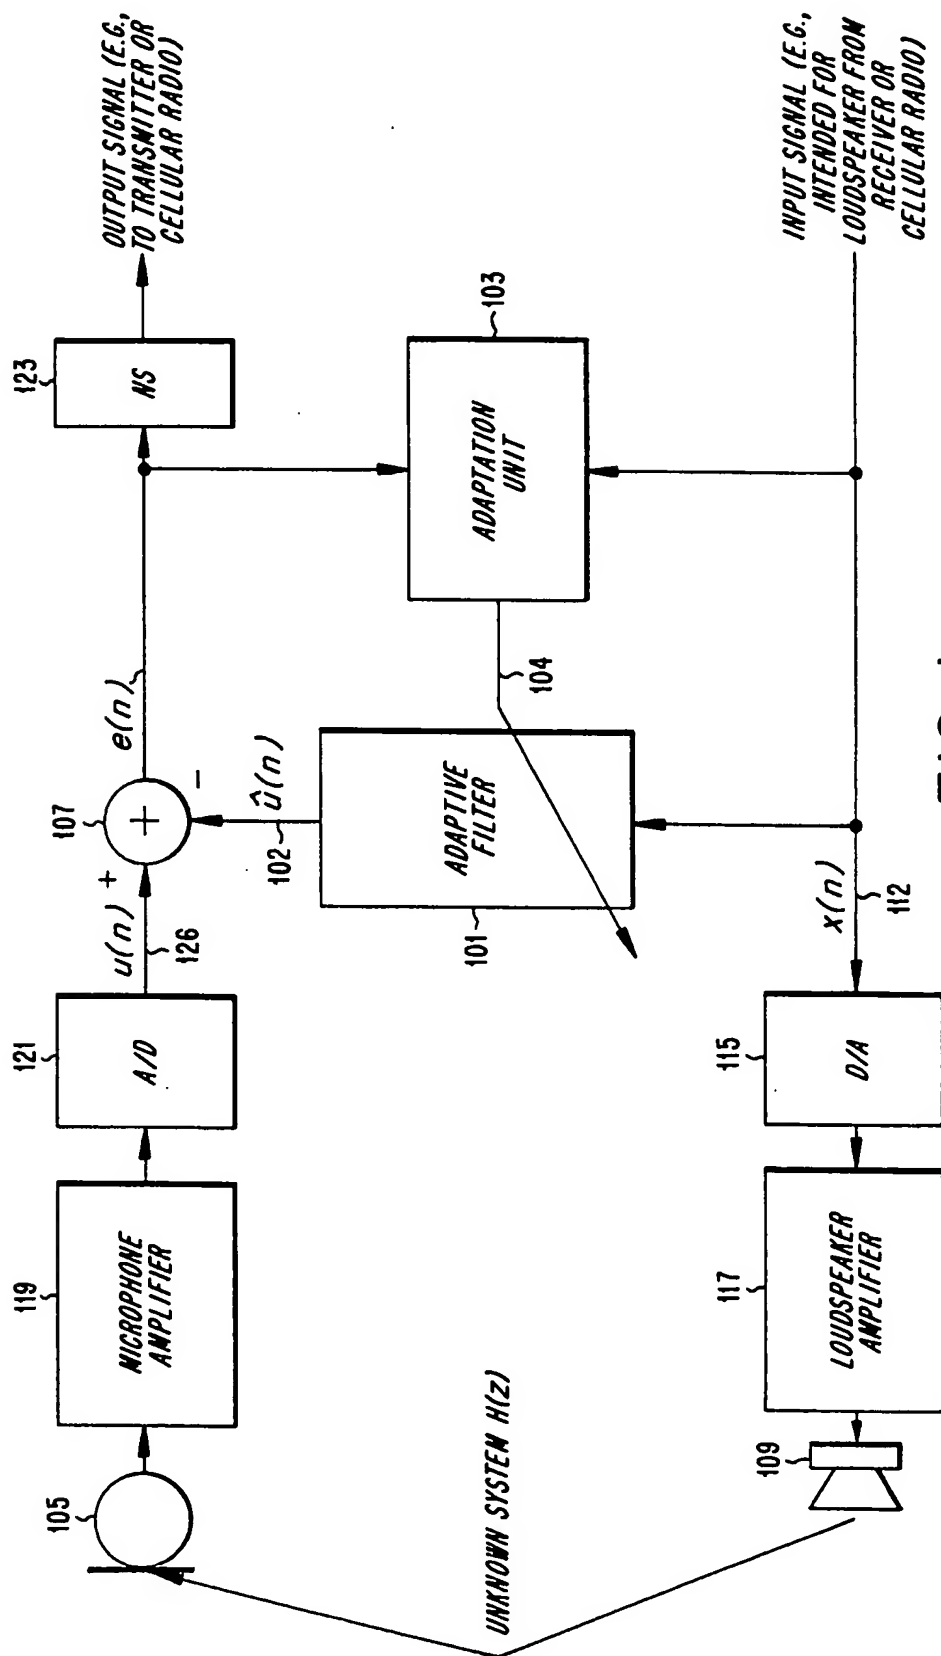 105
119
MICROPHONE
AMPLIFIER
121
A/D
u(n)
126
+
107
+
-
e(n)
123
NS
OUTPUT SIGNAL (E.G.,
TO TRANSMITTER OR
CELLULAR RADIO)
102
û(n)
101
ADAPTIVE
FILTER
104
ADAPTATION
UNIT
103
UNKNOWN SYSTEM H(Z)
109
117
LOUDSPEAKER
AMPLIFIER
115
D/A
x(n)
112
INPUT SIGNAL (E.G.,
INTENDED FOR
LOUDSPEAKER FROM
RECEIVER OR
CELLULAR RADIO)